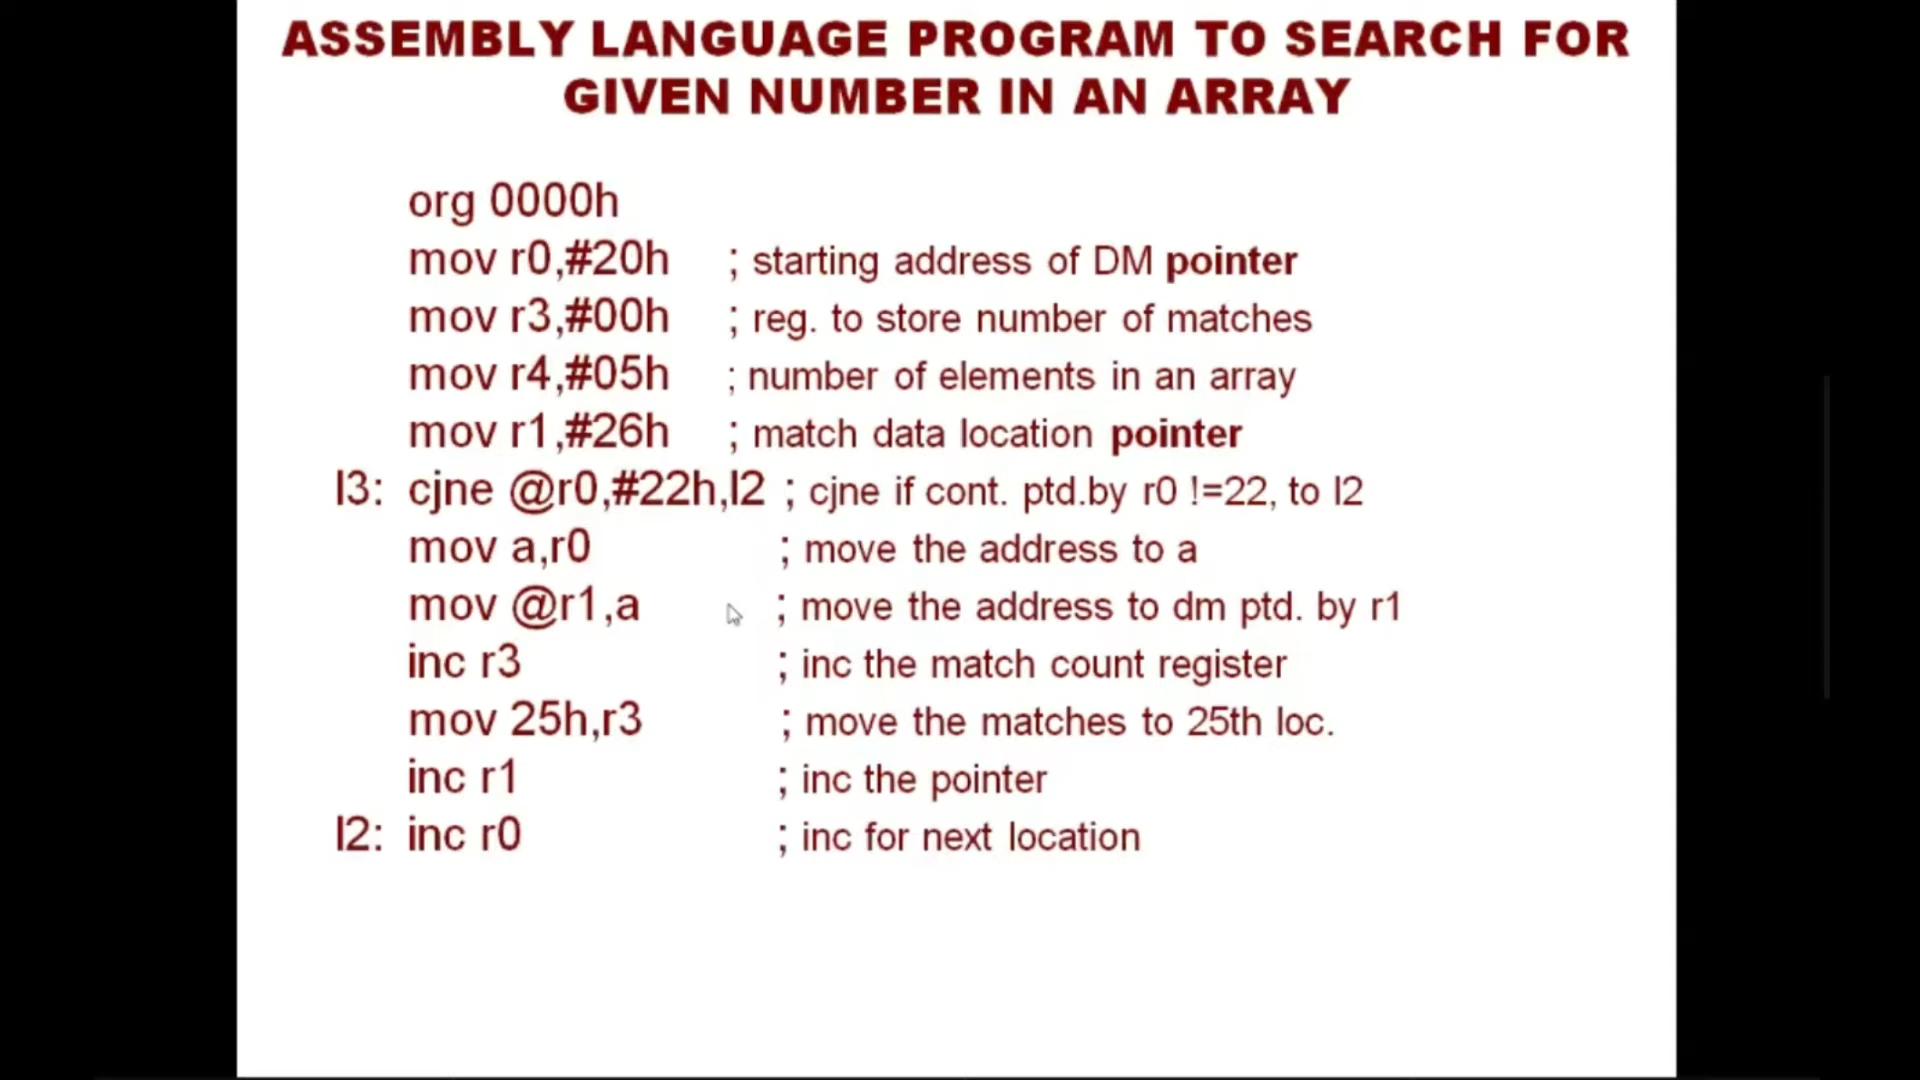 ASSEMBLY LANGUAGE PROGRAM TO SEARCH FOR
GIVEN NUMBER IN AN ARRAY
org 0000h
mov r0,#20h ; starting address of DM pointer
mov r3,#00h ; reg. to store number of matches
mov r4,#05h ; number of elements in an array
mov r1,#26h ; match data location pointer
l3: cjne @r0,#22h,l2 ; cjne if cont. ptd.by r0 !=22, to l2
mov a,r0 ; move the address to a
mov @r1,a ; move the address to dm ptd. by r1
inc r3 ; inc the match count register
mov 25h,r3 ; move the matches to 25th loc.
inc r1 ; inc the pointer
l2: inc r0 ; inc for next location